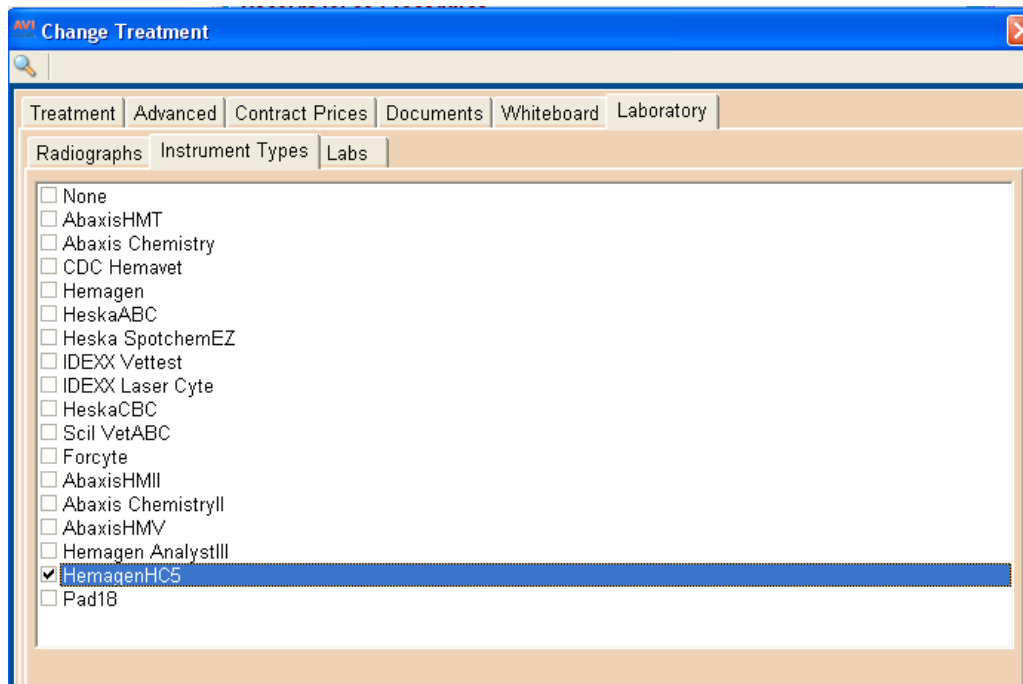 AVI Change Treatment
Treatment Advanced Contract Prices Documents Whiteboard Laboratory
Radiographs Instrument Types Labs
None
AbaxisHMT
Abaxis Chemistry
CDC Hemavet
Hemagen
HeskaABC
Heska SpotchemEZ
IDEXX Vettest
IDEXX Laser Cyte
HeskaCBC
Scil VetABC
Forcyte
AbaxisHMII
Abaxis ChemistryII
AbaxisHMV
Hemagen AnalystIII
HemagenHC5
Pad18